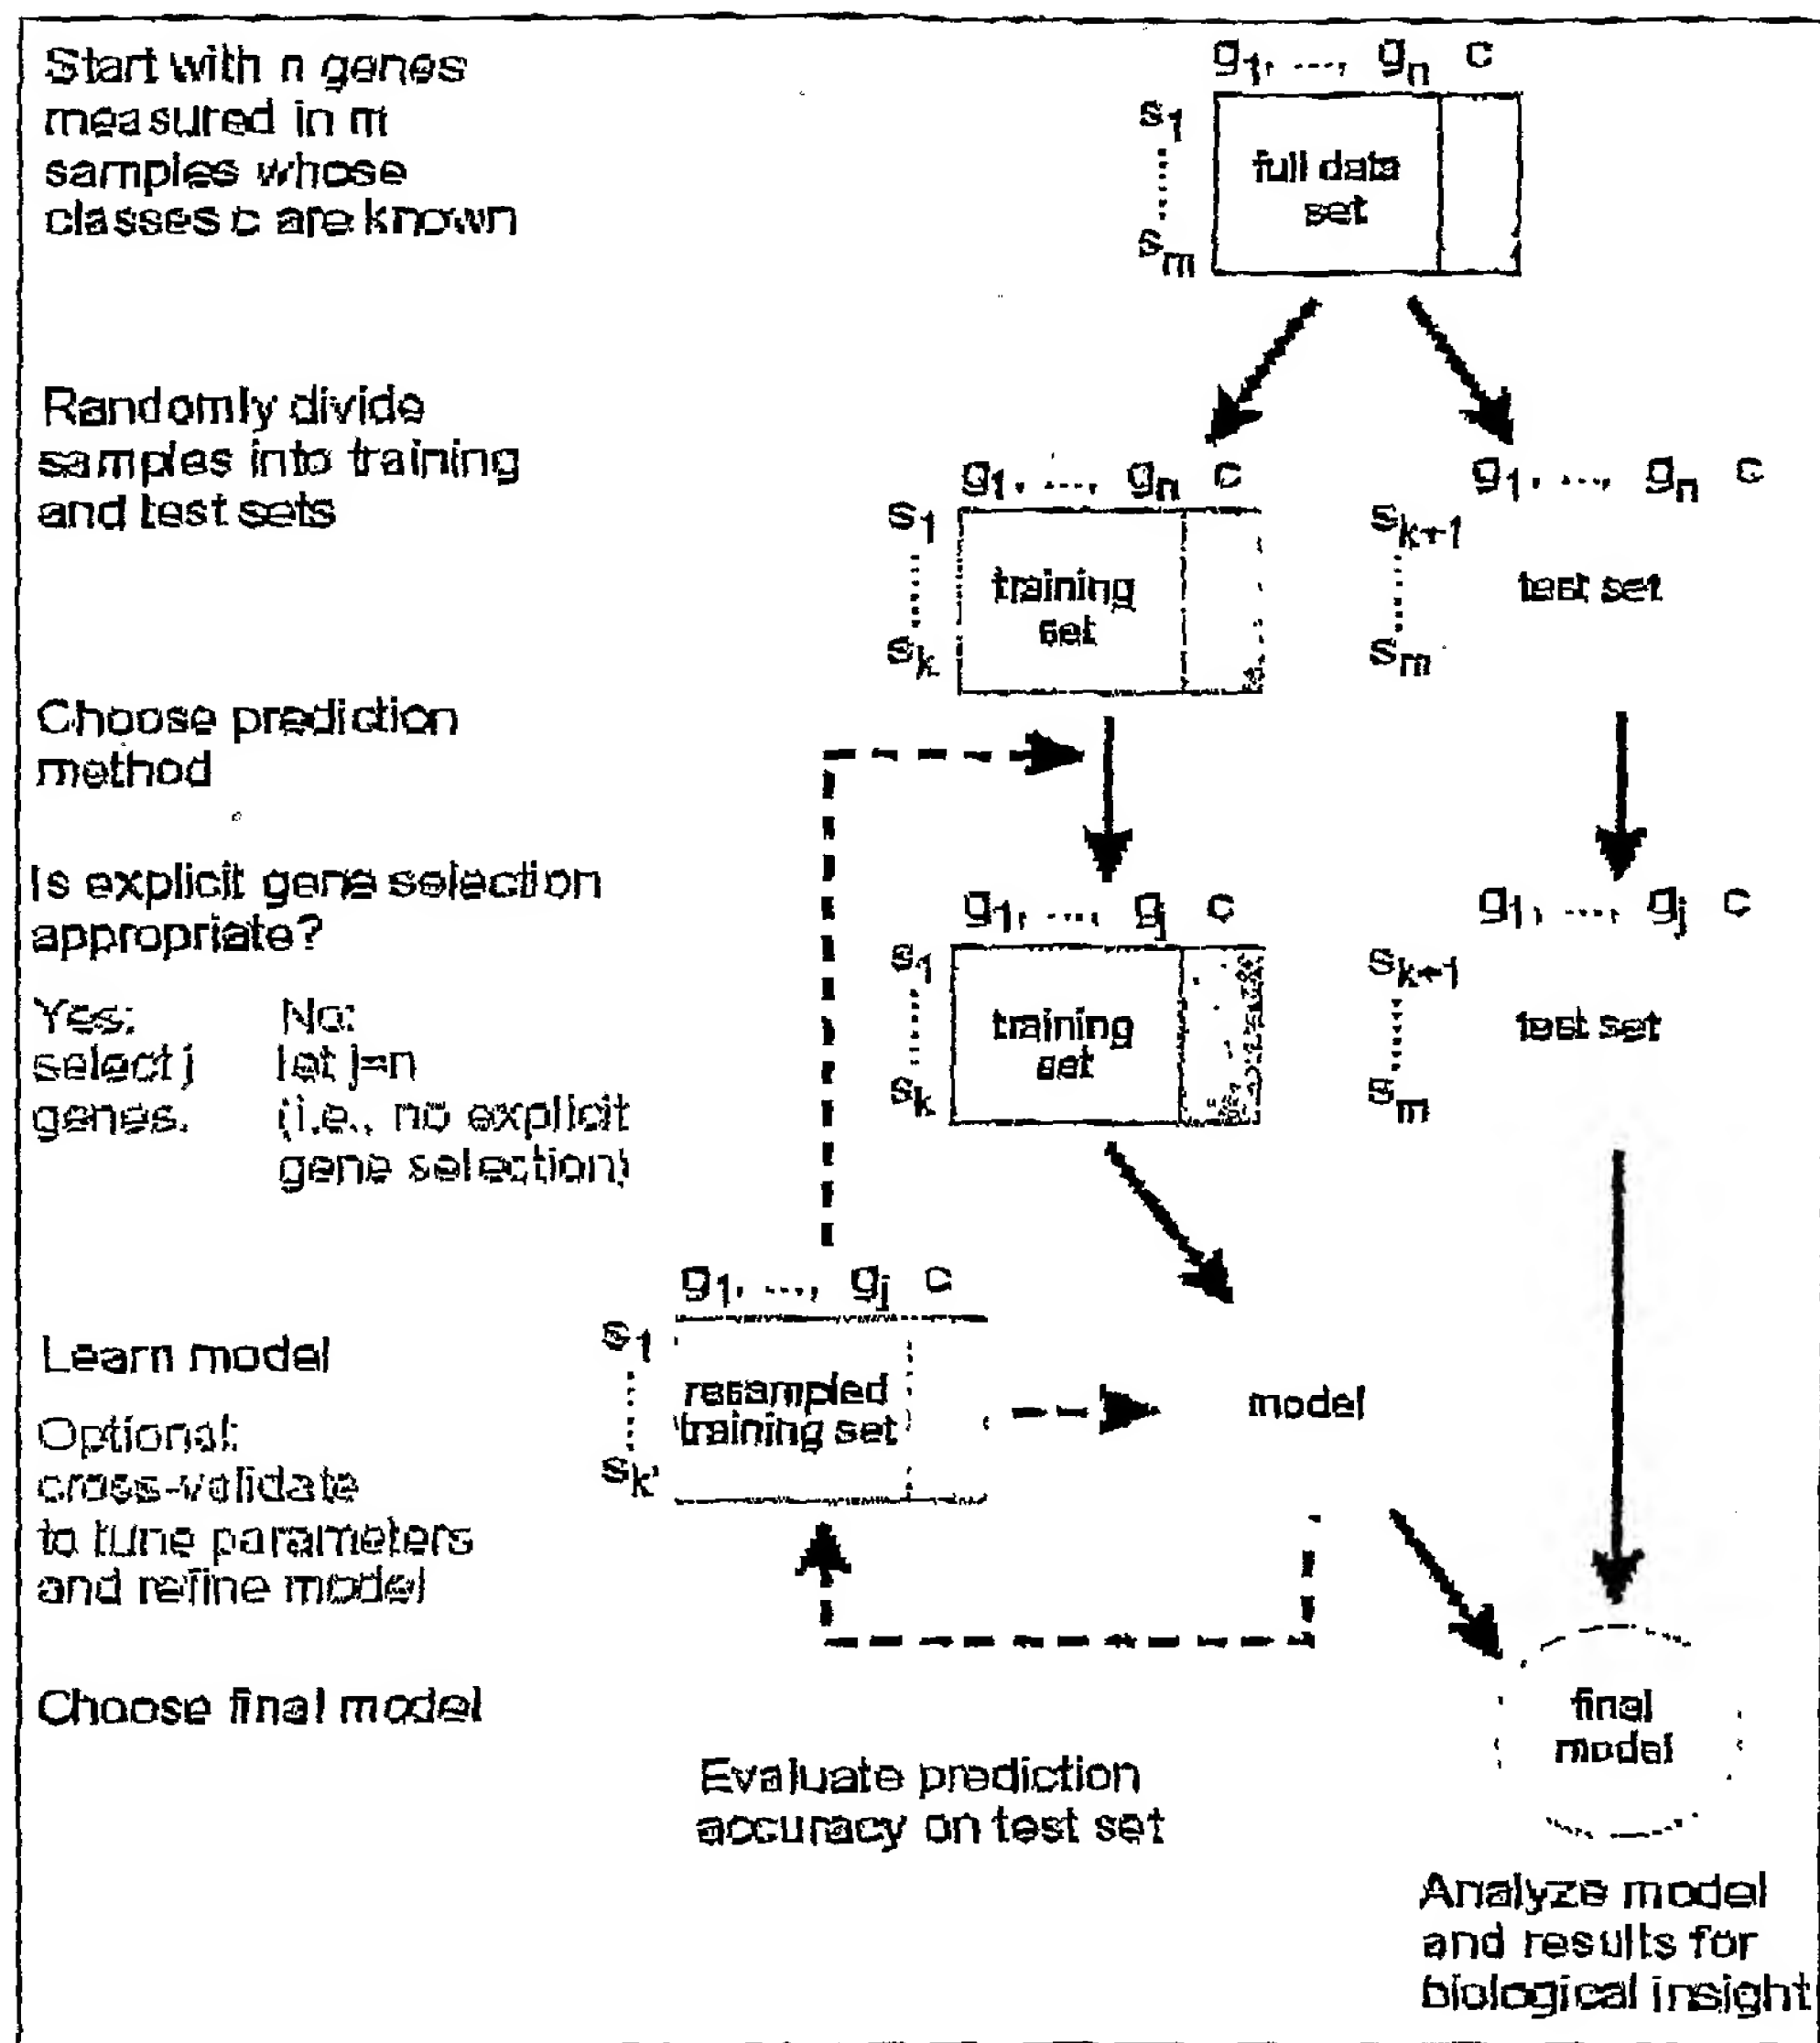 Start with n genes
measured in m
samples whose
classes c are known
g1, ..., gn c
s1
full data
set
sm
Randomly divide
samples into training
and test sets
g1, ..., gn c
s1
training
set
sk
g1, ..., gn c
sk+1
test set
sm
Choose prediction
method
Is explicit gene selection
appropriate?
Yes:
select j
genes.
No:
let j=n
(i.e., no explicit
gene selection)
g1, ..., gj c
s1
training
set
sk
g1, ..., gj c
sk+1
test set
sm
Learn model
Optional:
cross-validate
to tune parameters
and refine model
g1, ..., gj c
s1
resampled
training set
sk'
model
Choose final model
final
model
Evaluate prediction
accuracy on test set
Analyze model
and results for
biological insight